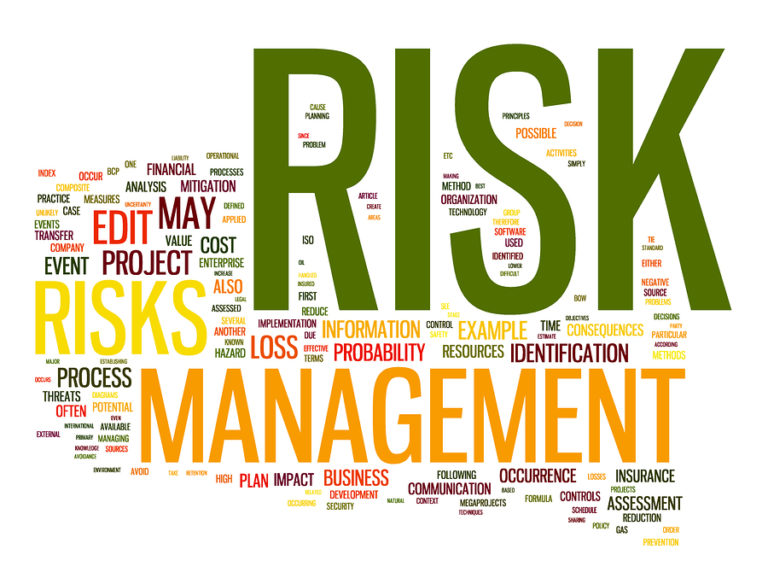 RISK
MANAGEMENT
RISKS
CAUSE
PLANNING
SINCE
PROBLEM
PRINCIPLES
POSSIBLE
DECISION
ACTIVITIES
SIMPLY
ETC
MAKING
METHOD
BEST
ORGANIZATION
TECHNOLOGY
GROUP
THEREFORE
SOFTWARE
USED
IDENTIFIED
LOWER
DIFFICULT
ARTICLE
CREATE
AREAS
LIABILITY
OPERATIONAL
ONE
BCP
INDEX
OCCUR
FINANCIAL
PROCESSES
COMPOSITE
ANALYSIS
MITIGATION
PRACTICE
MEASURES
UNCERTAINTY
DEFINED
UNLIKELY
CASE
EDIT
MAY
APPLIED
EVENTS
TRANSFER
COMPANY
VALUE
COST
EVENT
PROJECT
ENTERPRISE
INCREASE
ALSO
LEGAL
ASSESSED
SEVERAL
ANOTHER
KNOWN
HAZARD
ISO
OIL
HANDLED
INSURED
FIRST
REDUCE
TIE
STANDARD
EITHER
NEGATIVE
SOURCE
PROBLEMS
BOW
DECISIONS
OBJECTIVES
PARTY
PARTICULAR
ACCORDING
METHODS
IMPLEMENTATION
INFORMATION
CONTROL
SAFETY
EXAMPLE
TIME
ESTIMATE
CONSEQUENCES
LOSS
DUE
EFFECTIVE
TERMS
PROBABILITY
RESOURCES
IDENTIFICATION
MAJOR
ESTABLISHING
OCCURS
PROCESS
THREATS
DIAGRAMS
OFTEN
POTENTIAL
EVEN
INTERNATIONAL
AVAILABLE
EXTERNAL
PRIMARY
MANAGING
KNOWLEDGE
SOURCES
AVOIDANCE
ENVIRONMENT
AVOID
TAKE
RETENTION
HIGH
PLAN
IMPACT
BUSINESS
DEVELOPMENT
OCCURRING
SECURITY
NATURAL
FOLLOWING
COMMUNICATION
CONTEXT
BASED
MEGAPROJECTS
TECHNIQUES
OCCURRENCE
LOSSES
INSURANCE
PROJECTS
FORMULA
CONTROLS
ASSESSMENT
SCHEDULE
REDUCTION
SHARING
POLICY
GAS
ORDER
PREVENTION